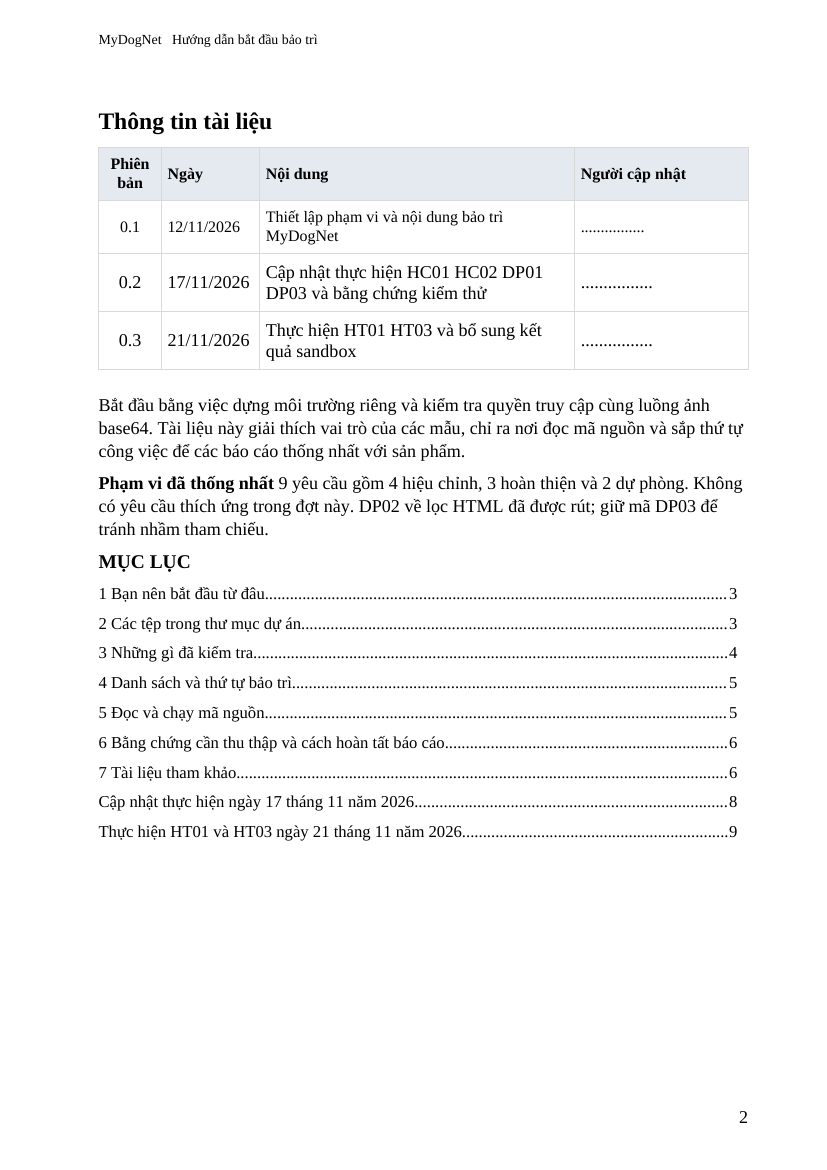 MyDogNet Hướng dẫn bắt đầu bảo trì
Thông tin tài liệu
Phiên bản Ngày Nội dung Người cập nhật
0.1 12/11/2026 Thiết lập phạm vi và nội dung bảo trì MyDogNet ................
0.2 17/11/2026 Cập nhật thực hiện HC01 HC02 DP01 DP03 và bằng chứng kiểm thử ................
0.3 21/11/2026 Thực hiện HT01 HT03 và bổ sung kết quả sandbox ................
Bắt đầu bằng việc dựng môi trường riêng và kiểm tra quyền truy cập cùng luồng ảnh
base64. Tài liệu này giải thích vai trò của các mẫu, chỉ ra nơi đọc mã nguồn và sắp thứ tự
công việc để các báo cáo thống nhất với sản phẩm.
Phạm vi đã thống nhất 9 yêu cầu gồm 4 hiệu chỉnh, 3 hoàn thiện và 2 dự phòng. Không
có yêu cầu thích ứng trong đợt này. DP02 về lọc HTML đã được rút; giữ mã DP03 để
tránh nhầm tham chiếu.
MỤC LỤC
1 Bạn nên bắt đầu từ đâu........3
2 Các tệp trong thư mục dự án........3
3 Những gì đã kiểm tra........4
4 Danh sách và thứ tự bảo trì........5
5 Đọc và chạy mã nguồn........5
6 Bằng chứng cần thu thập và cách hoàn tất báo cáo........6
7 Tài liệu tham khảo........6
Cập nhật thực hiện ngày 17 tháng 11 năm 2026........8
Thực hiện HT01 và HT03 ngày 21 tháng 11 năm 2026........9
2